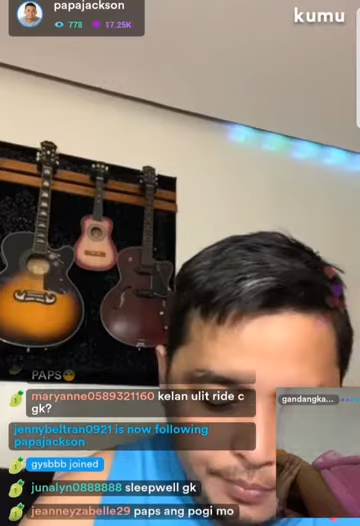 papajackson
778 17.25K
kumu
PAPS😊
maryanne0589321160 kelan ulit ride c
gk?
gandangka...
jennybeltran0921 is now following
papajackson
gysbbb joined
junalyn0888888 sleepwell gk
jeanneyzabelle29 paps ang pogi mo